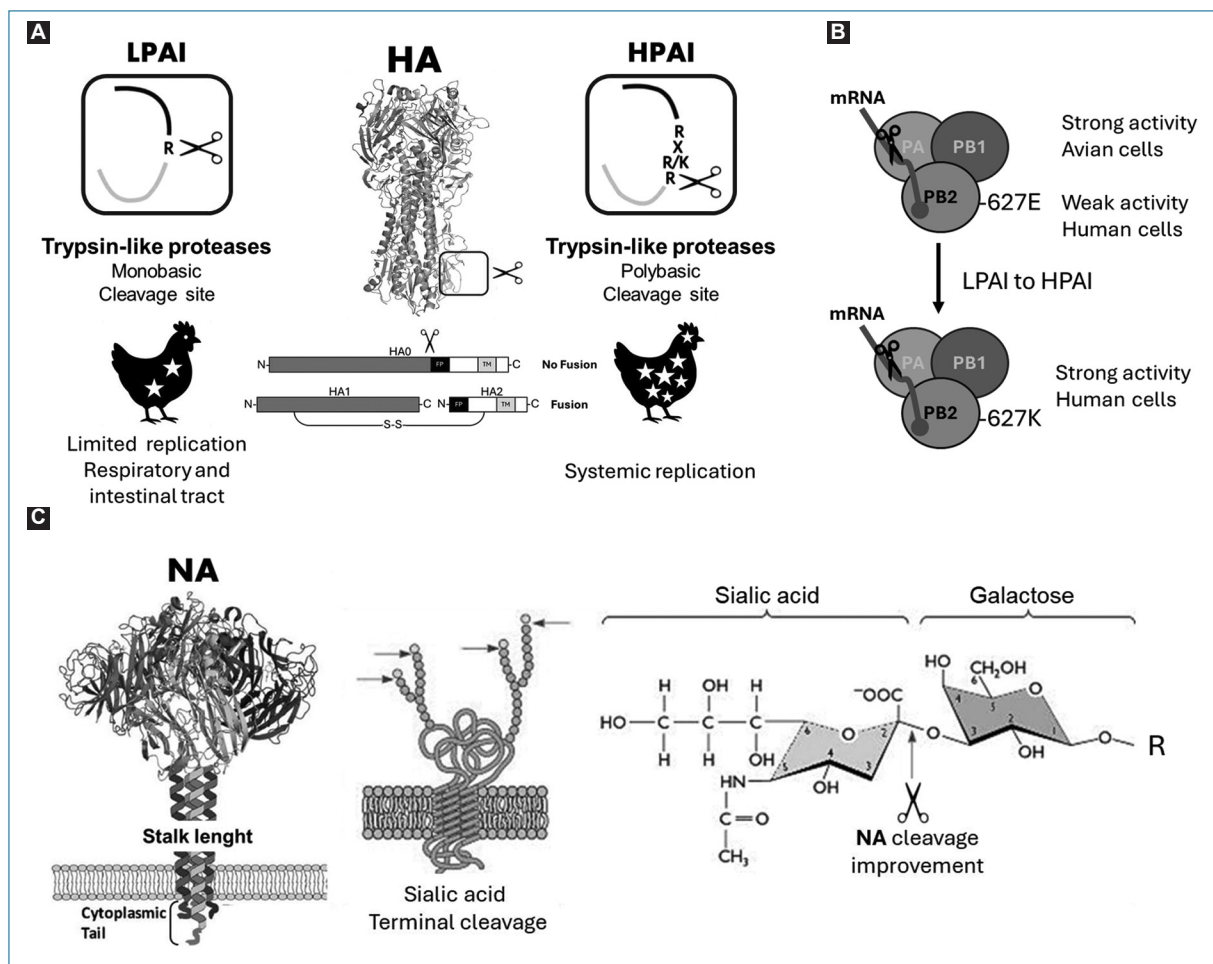 A
LPAI
R
Trypsin-like proteases
Monobasic
Cleavage site
Limited replication
Respiratory and
intestinal tract
HA
HA0
N-
FP
TM
-C
No Fusion
HA1
HA2
N-
-C
N-
FP
TM
-C
Fusion
S-S
HPAI
R
X
R/K
R
Trypsin-like proteases
Polybasic
Cleavage site
Systemic replication
B
mRNA
PA
PB1
PB2
-627E
Strong activity
Avian cells
Weak activity
Human cells
LPAI to HPAI
mRNA
PA
PB1
PB2
-627K
Strong activity
Human cells
C
NA
Stalk lenght
Cytoplasmic
Tail
Sialic acid
Terminal cleavage
Sialic acid
Galactose
H
OH
H
HO
C
C
C
H
H
OH
6
O
2
5
4
3
OH
HN
C=O
CH₃
⁻OOC
O
HO
CH₂OH
6
4
5
O
3
2
1
OH
O
R
NA cleavage
improvement